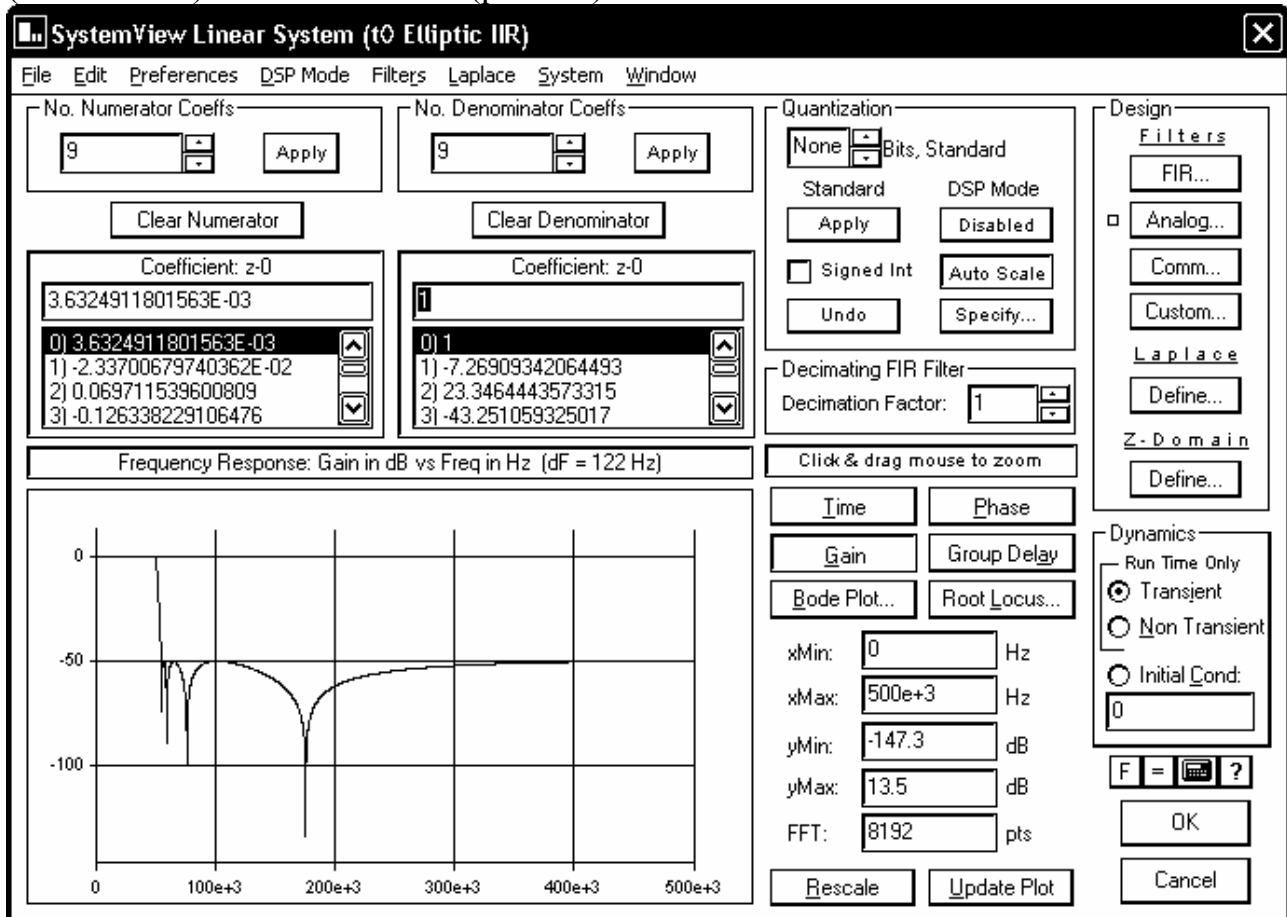 SystemView Linear System (t0 Elliptic IIR)
File Edit Preferences DSP Mode Filters Laplace System Window
No. Numerator Coeffs
9
Apply
No. Denominator Coeffs
9
Apply
Clear Numerator
Clear Denominator
Coefficient: z-0
3.6324911801563E-03
0) 3.6324911801563E-03
1) -2.33700679740362E-02
2) 0.069711539600809
3) -0.126338229106476
Coefficient: z-0
1
0) 1
1) -7.26909342064493
2) 23.34644443573315
3) -43.251059325017
Quantization
None Bits, Standard
Standard DSP Mode
Apply Disabled
Signed Int Auto Scale
Undo Specify...
Decimating FIR Filter
Decimation Factor: 1
Design
Filters
FIR...
Analog...
Comm...
Custom...
Laplace
Define...
Z-Domain
Define...
Frequency Response: Gain in dB vs Freq in Hz (dF = 122 Hz)
0
-50
-100
0 100e+3 200e+3 300e+3 400e+3 500e+3
Click & drag mouse to zoom
Time Phase
Gain Group Delay
Bode Plot... Root Locus...
xMin: 0 Hz
xMax: 500e+3 Hz
yMin: -147.3 dB
yMax: 13.5 dB
FFT: 8192 pts
Rescale Update Plot
Dynamics
Run Time Only
Transient
Non Transient
Initial Cond:
0
F = ?
OK
Cancel